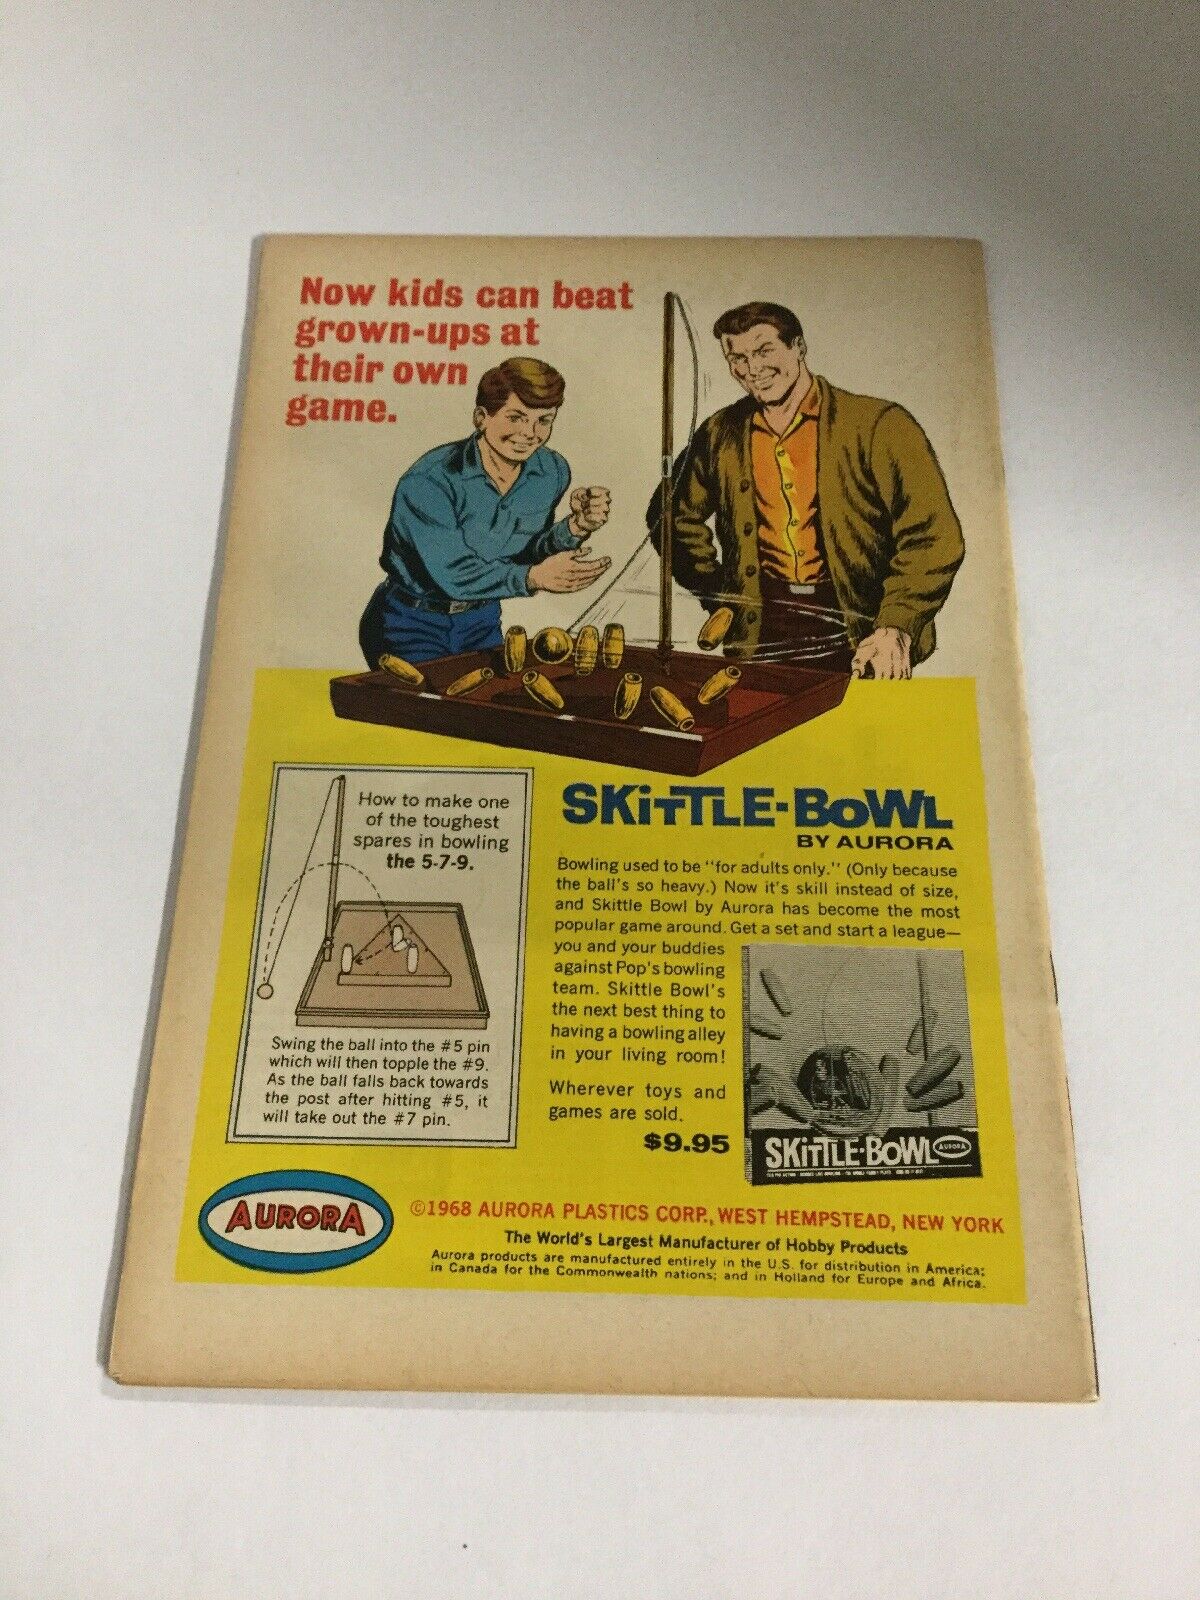 Now kids can beat
grown-ups at
their own
game.
How to make one
of the toughest
spares in bowling
the 5-7-9.
Swing the ball into the #5 pin
which will then topple the #9.
As the ball falls back towards
the post after hitting #5, it
will take out the #7 pin.
SKiTTLE-BoWL
BY AURORA
Bowling used to be "for adults only." (Only because
the ball's so heavy.) Now it's skill instead of size,
and Skittle Bowl by Aurora has become the most
popular game around. Get a set and start a league—
you and your buddies
against Pop's bowling
team. Skittle Bowl's
the next best thing to
having a bowling alley
in your living room!
Wherever toys and
games are sold.
$9.95
SKiTTLE-BoWL
AURORA
AURORA
©1968 AURORA PLASTICS CORP., WEST HEMPSTEAD, NEW YORK
The World's Largest Manufacturer of Hobby Products
Aurora products are manufactured entirely in the U.S. for distribution in America;
in Canada for the Commonwealth nations; and in Holland for Europe and Africa.